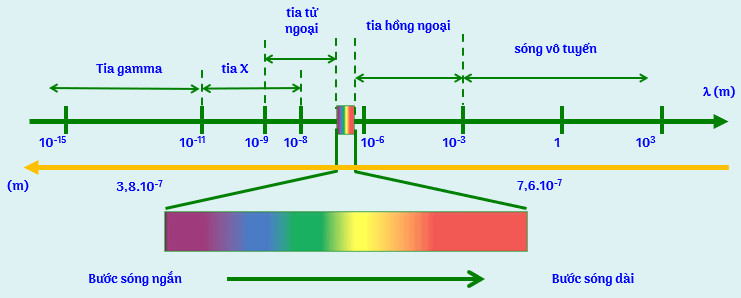 tia tử
ngoại
tia hồng ngoại
sóng vô tuyến
Tia gamma
tia X
λ (m)
10-15
10-11
10-9
10-8
10-6
10-3
1
103
(m)
3,8.10-7
7,6.10-7
Bước sóng ngắn
Bước sóng dài